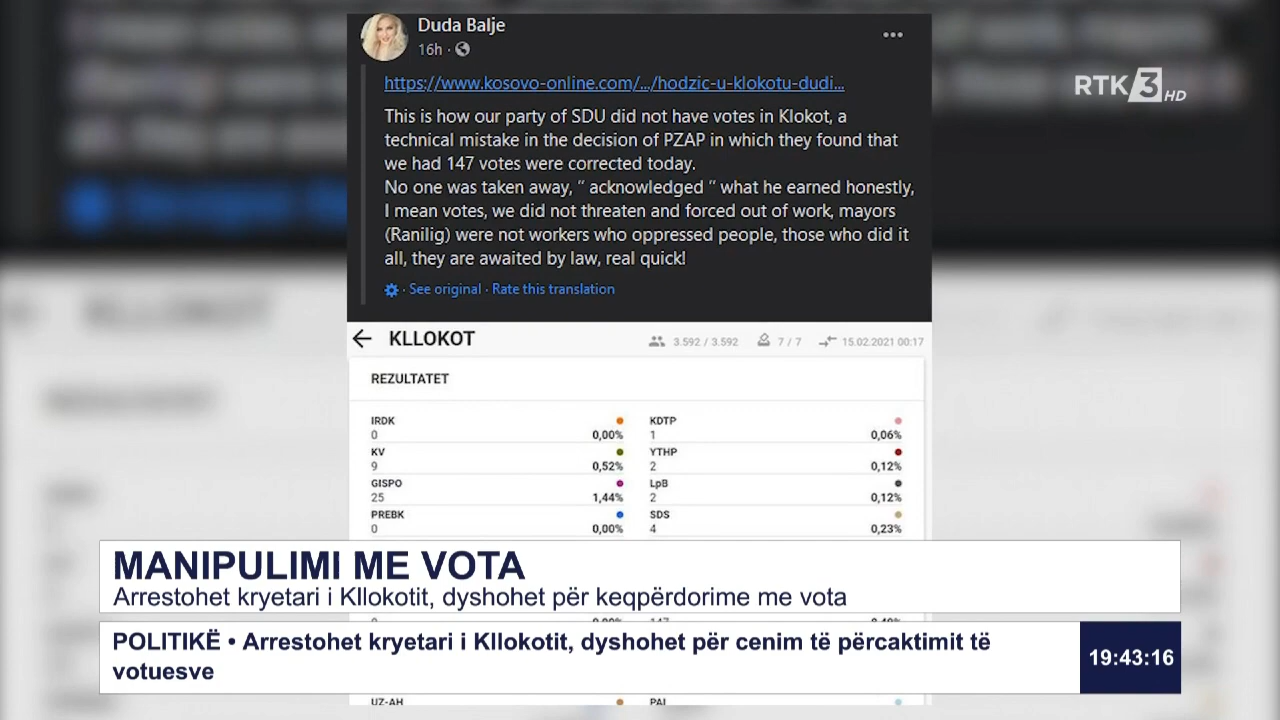 Duda Balje
16h
RTK 3 HD
https://www.kosovo-online.com/.../hodzic-u-klokotu-dudi...
This is how our party of SDU did not have votes in Klokot, a
technical mistake in the decision of PZAP in which they found that
we had 147 votes were corrected today.
No one was taken away, “ acknowledged ” what he earned honestly,
I mean votes, we did not threaten and forced out of work, mayors
(Ranilig) were not workers who oppressed people, those who did it
all, they are awaited by law, real quick!
See original · Rate this translation
KLLOKOT
3.592 / 3.592 7 / 7 15.02.2021 00:17
REZULTATET
IRDK KDTP
0 0,00% 1 0,06%
KV YTHP
9 0,52% 2 0,12%
GISPO LpB
25 1,44% 2 0,12%
PREBK SDS
0 0,00% 4 0,23%
MANIPULIMI ME VOTA
Arrestohet kryetari i Kllokotit, dyshohet për keqpërdorime me vota
POLITIKË • Arrestohet kryetari i Kllokotit, dyshohet për cenim të përcaktimit të
votuesve
19:43:16
UZ-AH PAI